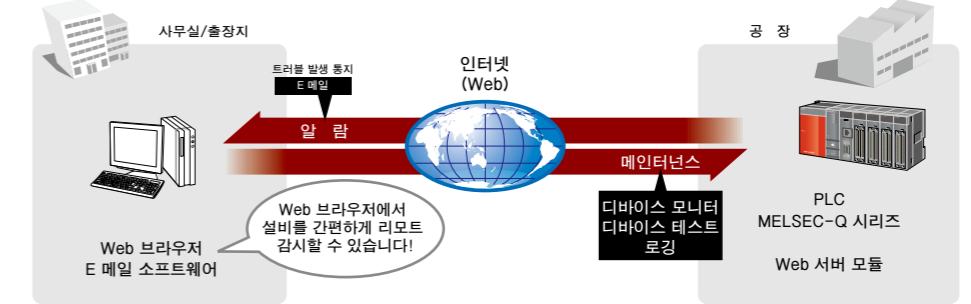 사무실/출장지
공 장
트러블 발생 통지
E 메일
인터넷
(Web)
알 람
메인터넌스
디바이스 모니터
디바이스 테스트
로깅
Web 브라우저에서
설비를 간편하게 리모트
감시할 수 있습니다!
Web 브라우저
E 메일 소프트웨어
PLC
MELSEC-Q 시리즈
Web 서버 모듈